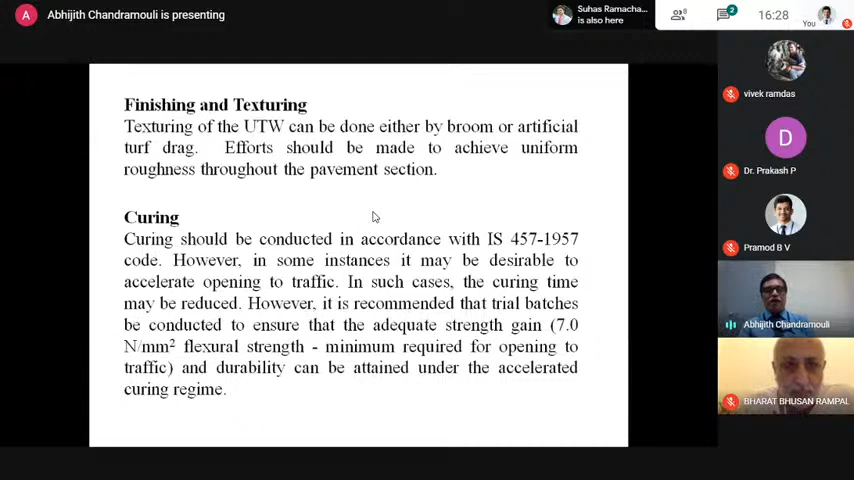 A Abhijith Chandramouli is presenting
Suhas Ramacha...
is also here
8
2
16:28
You
Finishing and Texturing
Texturing of the UTW can be done either by broom or artificial
turf drag. Efforts should be made to achieve uniform
roughness throughout the pavement section.
Curing
Curing should be conducted in accordance with IS 457-1957
code. However, in some instances it may be desirable to
accelerate opening to traffic. In such cases, the curing time
may be reduced. However, it is recommended that trial batches
be conducted to ensure that the adequate strength gain (7.0
N/mm² flexural strength - minimum required for opening to
traffic) and durability can be attained under the accelerated
curing regime.
vivek ramdas
D
Dr. Prakash P
Pramod B V
Abhijith Chandramouli
BHARAT BHUSAN RAMPAL